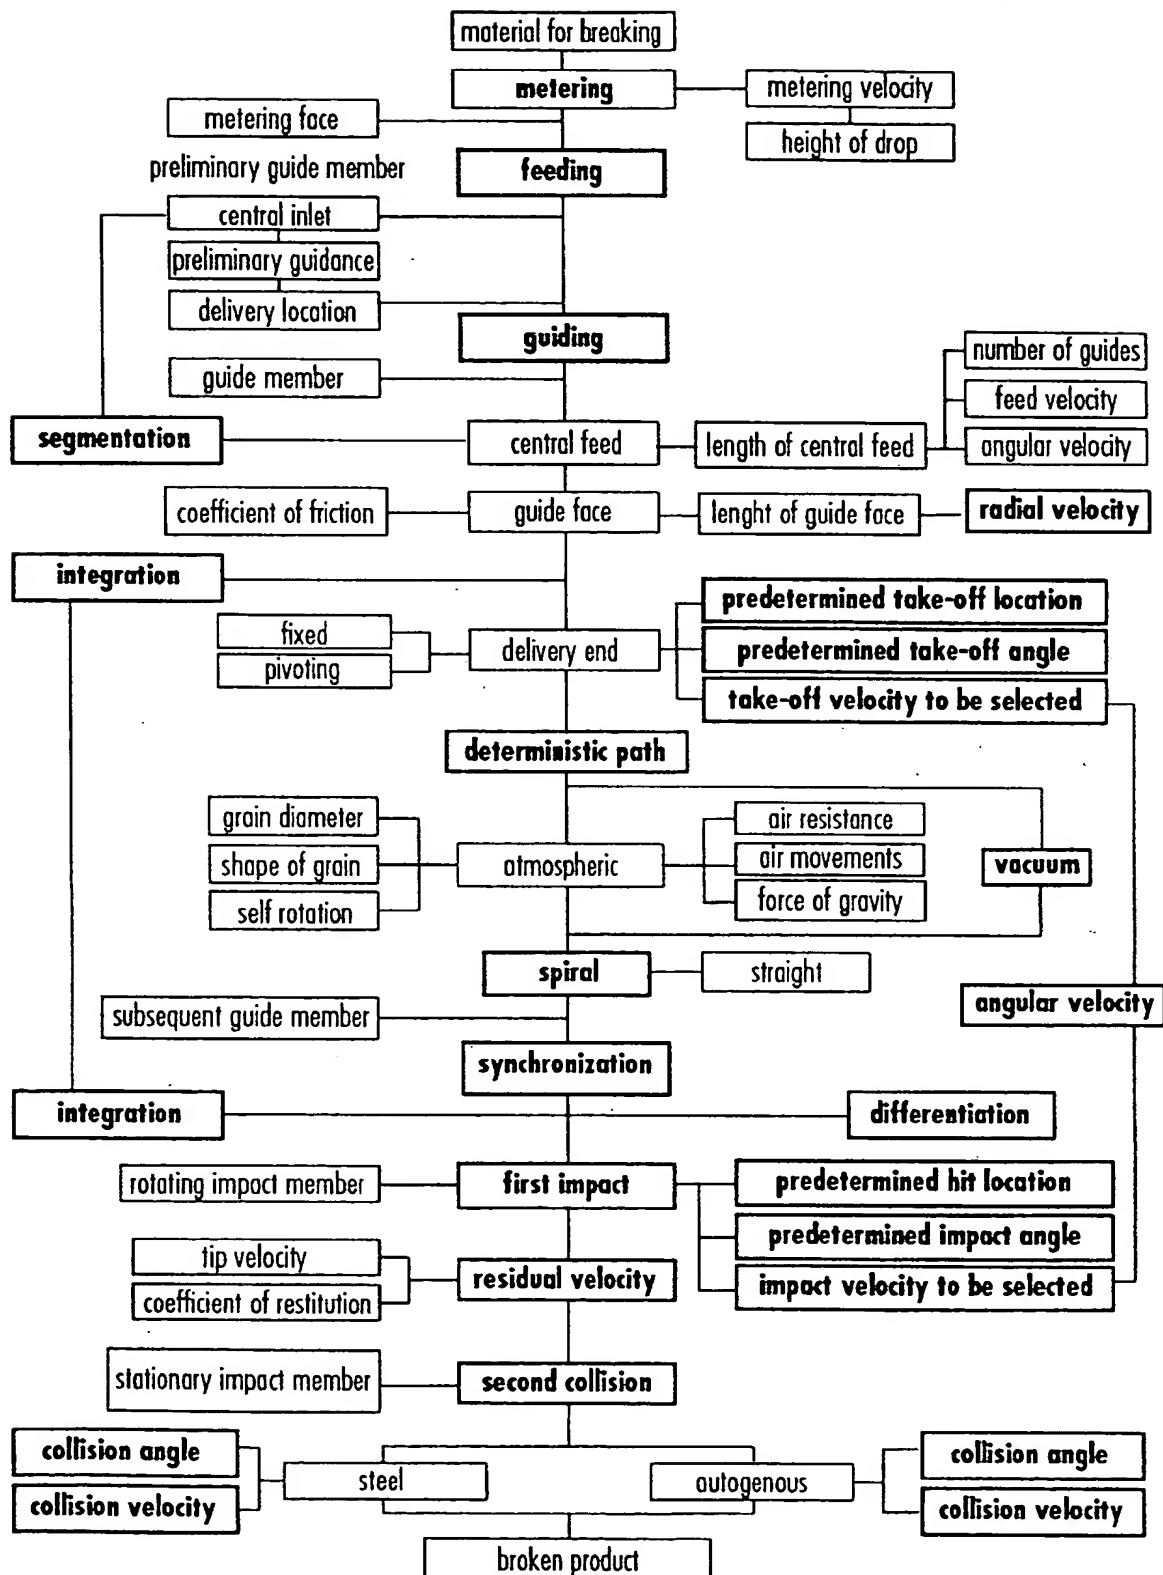 material for breaking
metering
metering velocity
metering face
height of drop
preliminary guide member
feeding
central inlet
preliminary guidance
delivery location
guiding
number of guides
guide member
feed velocity
segmentation
central feed
length of central feed
angular velocity
coefficient of friction
guide face
lenght of guide face
radial velocity
integration
predetermined take-off location
fixed
delivery end
predetermined take-off angle
pivoting
take-off velocity to be selected
deterministic path
grain diameter
air resistance
shape of grain
atmospheric
air movements
vacuum
self rotation
force of gravity
spiral
straight
subsequent guide member
angular velocity
synchronization
integration
differentiation
rotating impact member
first impact
predetermined hit location
predetermined impact angle
tip velocity
residual velocity
impact velocity to be selected
coefficient of restitution
stationary impact member
second collision
collision angle
steel
autogenous
collision angle
collision velocity
collision velocity
broken product